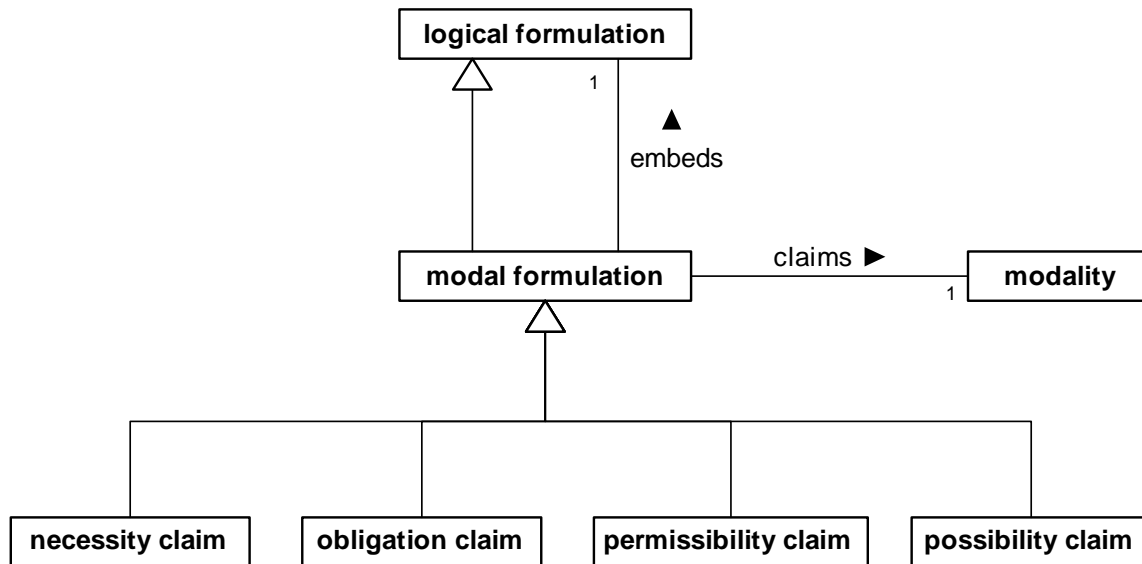 logical formulation
1
▲
embeds
modal formulation
claims ►
1
modality
necessity claim
obligation claim
permissibility claim
possibility claim